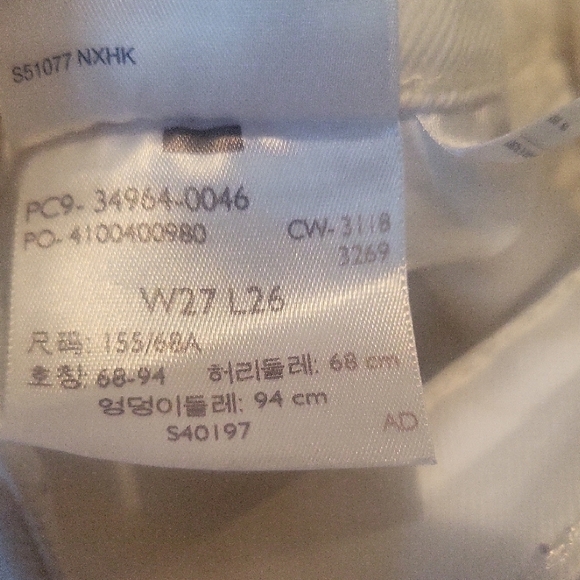 S51077 NXHK
PC9- 34964-0046
PO- 4100400980 CW- 3118
3269
W27 L26
尺码: 155/68A
호칭: 68-94 허리둘레: 68 cm
엉덩이둘레: 94 cm
S40197
AD